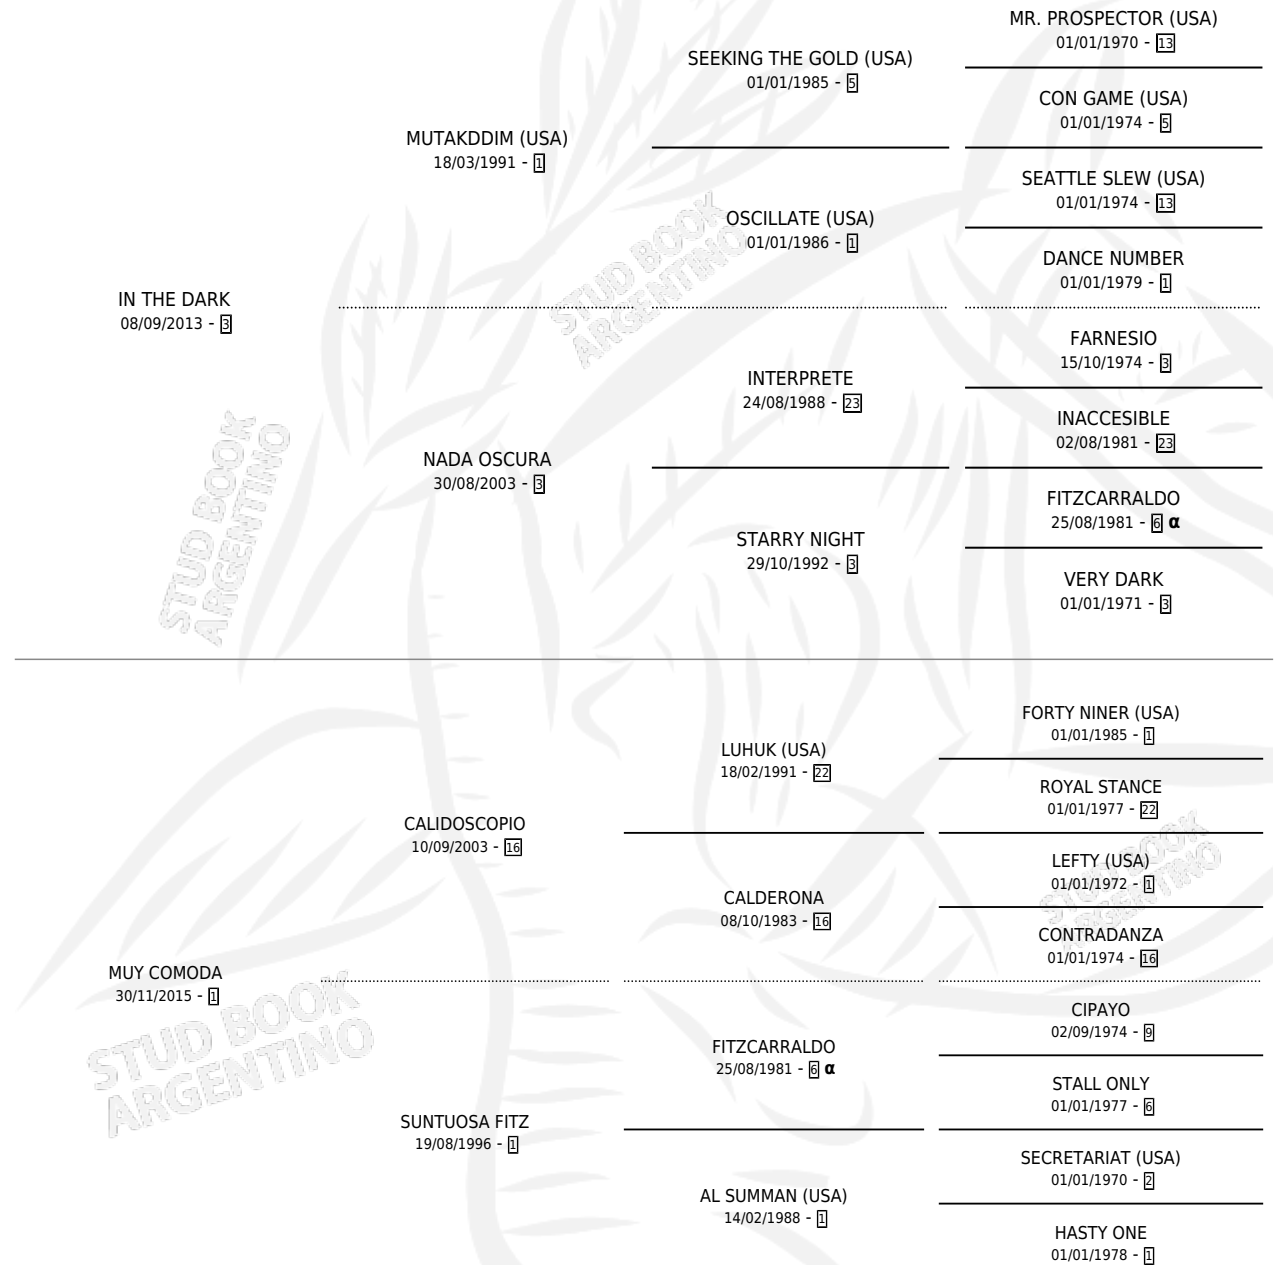 MR. PROSPECTOR (USA)
01/01/1970 - 13
SEEKING THE GOLD (USA)
01/01/1985 - 5
CON GAME (USA)
01/01/1974 - 5
MUTAKDDIM (USA)
18/03/1991 - 1
SEATTLE SLEW (USA)
01/01/1974 - 13
OSCILLATE (USA)
01/01/1986 - 1
DANCE NUMBER
01/01/1979 - 1
IN THE DARK
08/09/2013 - 3
FARNESIO
15/10/1974 - 3
INTERPRETE
24/08/1988 - 23
INACCESIBLE
02/08/1981 - 23
NADA OSCURA
30/08/2003 - 3
FITZCARRALDO
25/08/1981 - 6 α
STARRY NIGHT
29/10/1992 - 3
VERY DARK
01/01/1971 - 3
FORTY NINER (USA)
01/01/1985 - 1
LUHUK (USA)
18/02/1991 - 22
ROYAL STANCE
01/01/1977 - 22
CALIDOSCOPIO
10/09/2003 - 16
LEFTY (USA)
01/01/1972 - 1
CALDERONA
08/10/1983 - 16
CONTRADANZA
01/01/1974 - 16
MUY COMODA
30/11/2015 - 1
CIPAYO
02/09/1974 - 9
FITZCARRALDO
25/08/1981 - 6 α
STALL ONLY
01/01/1977 - 6
SUNTUOSA FITZ
19/08/1996 - 1
SECRETARIAT (USA)
01/01/1970 - 2
AL SUMMAN (USA)
14/02/1988 - 1
HASTY ONE
01/01/1978 - 1
STUD BOOK
ARGENTINO
STUD BOOK
ARGENTINO
STUD BOOK
ARGENTINO
STUD BOOK
ARGENTINO